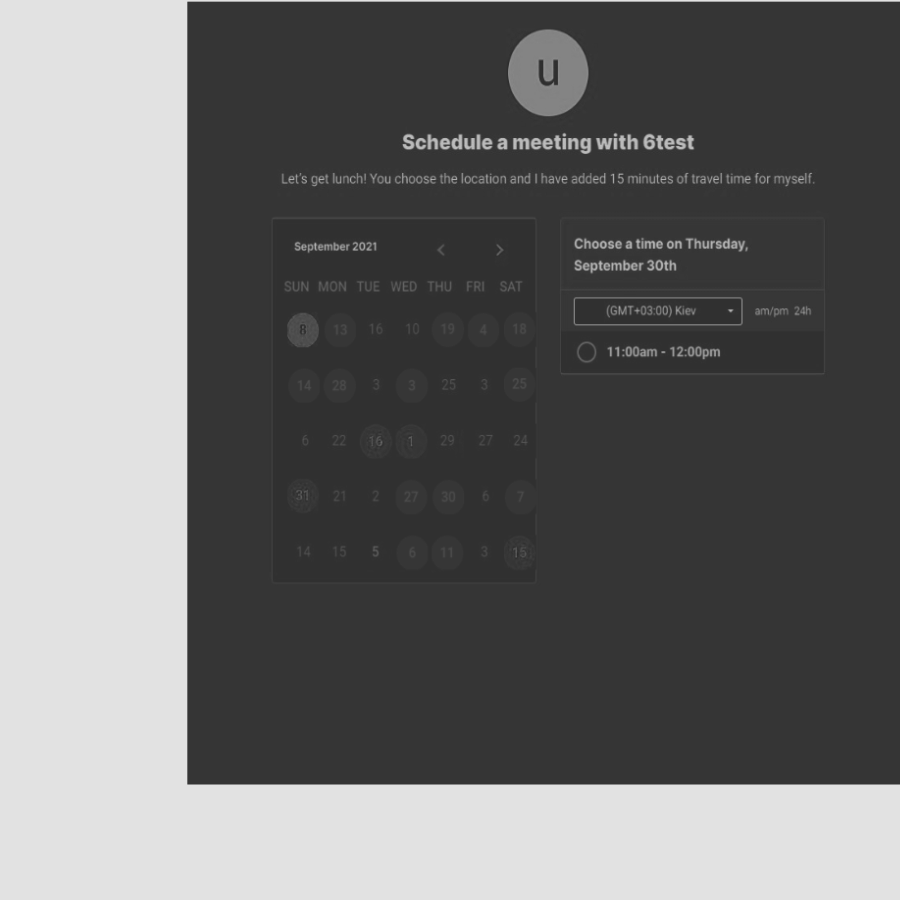 u
Schedule a meeting with 6test
Let's get lunch! You choose the location and I have added 15 minutes of travel time for myself.
September 2021
SUN MON TUE WED THU FRI SAT
8 13 16 10 19 4 18
14 28 3 3 25 3 25
6 22 16 1 29 27 24
31 21 2 27 30 6 7
14 15 5 6 11 3 15
Choose a time on Thursday,
September 30th
(GMT+03:00) Kiev am/pm 24h
11:00am - 12:00pm